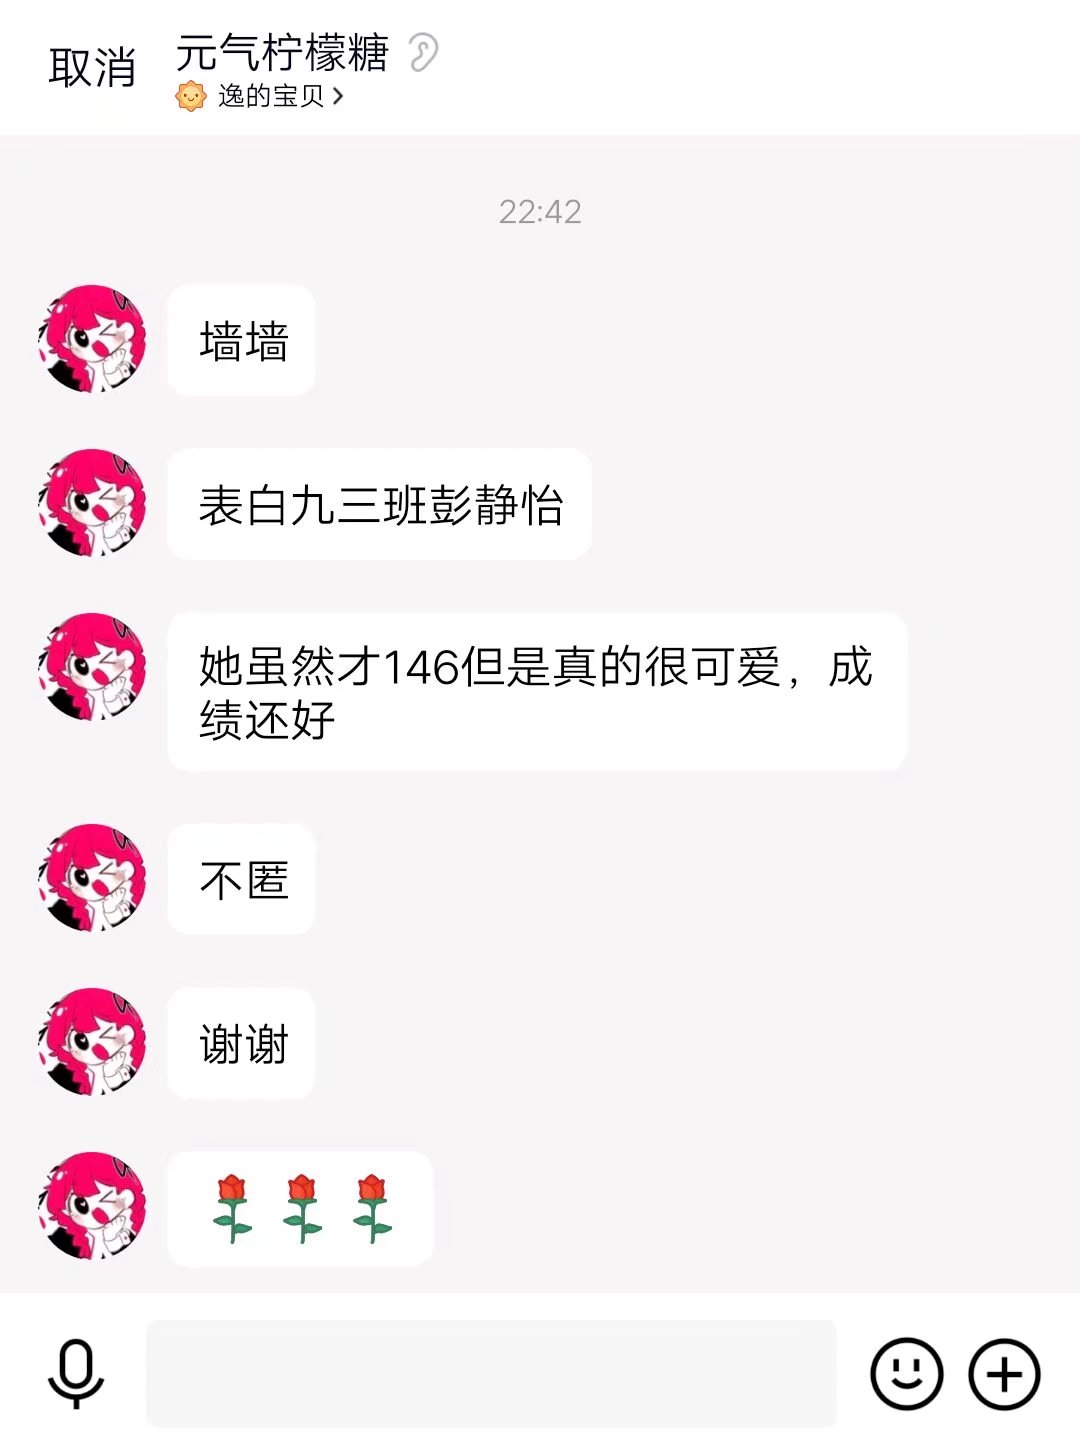 取消
元气柠檬糖
逸的宝贝
22:42
墙墙
表白九三班彭静怡
她虽然才146但是真的很可爱，成
绩还好
不匿
谢谢